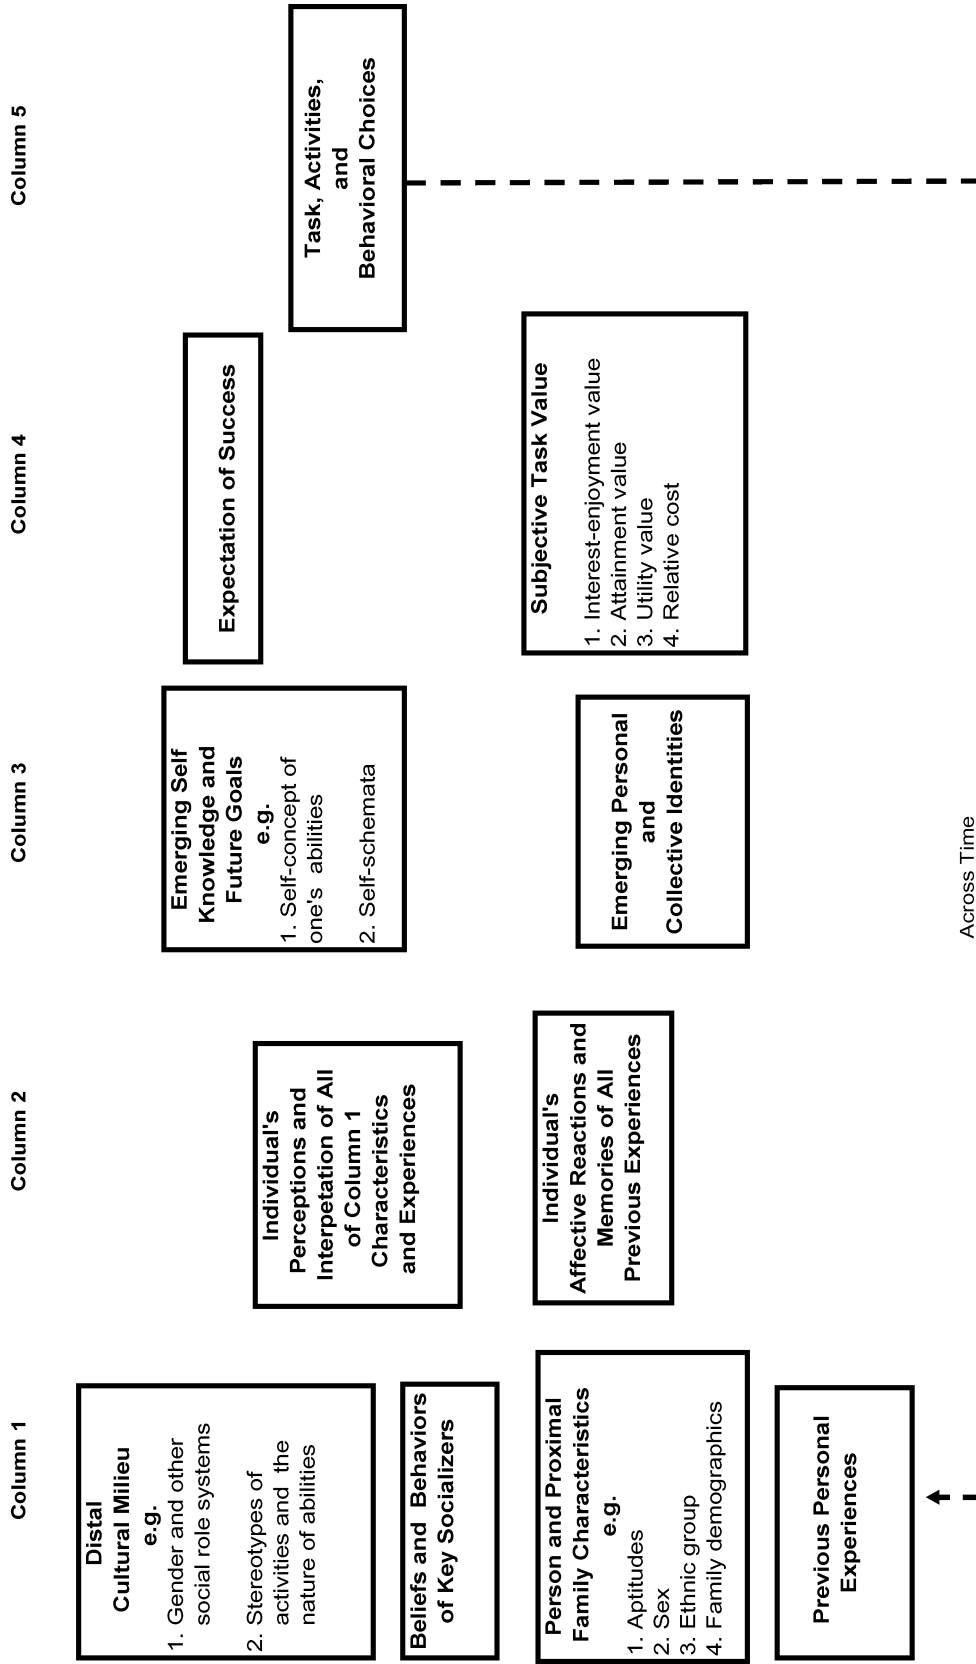 Column 1
Distal
Cultural Milieu
e.g.
1. Gender and other
social role systems
2. Stereotypes of
activities and the
nature of abilities
Beliefs and Behaviors
of Key Socializers
Person and Proximal
Family Characteristics
e.g.
1. Aptitudes
2. Sex
3. Ethnic group
4. Family demographics
Previous Personal
Experiences
Column 2
Individual's
Perceptions and
Interpetation of All
of Column 1
Characteristics
and Experiences
Individual's
Affective Reactions and
Memories of All
Previous Experiences
Column 3
Emerging Self
Knowledge and
Future Goals
e.g.
1. Self-concept of
one's abilities
2. Self-schemata
Emerging Personal
and
Collective Identities
Column 4
Expectation of Success
Subjective Task Value
1. Interest-enjoyment value
2. Attainment value
3. Utility value
4. Relative cost
Column 5
Task, Activities,
and
Behavioral Choices
Across Time